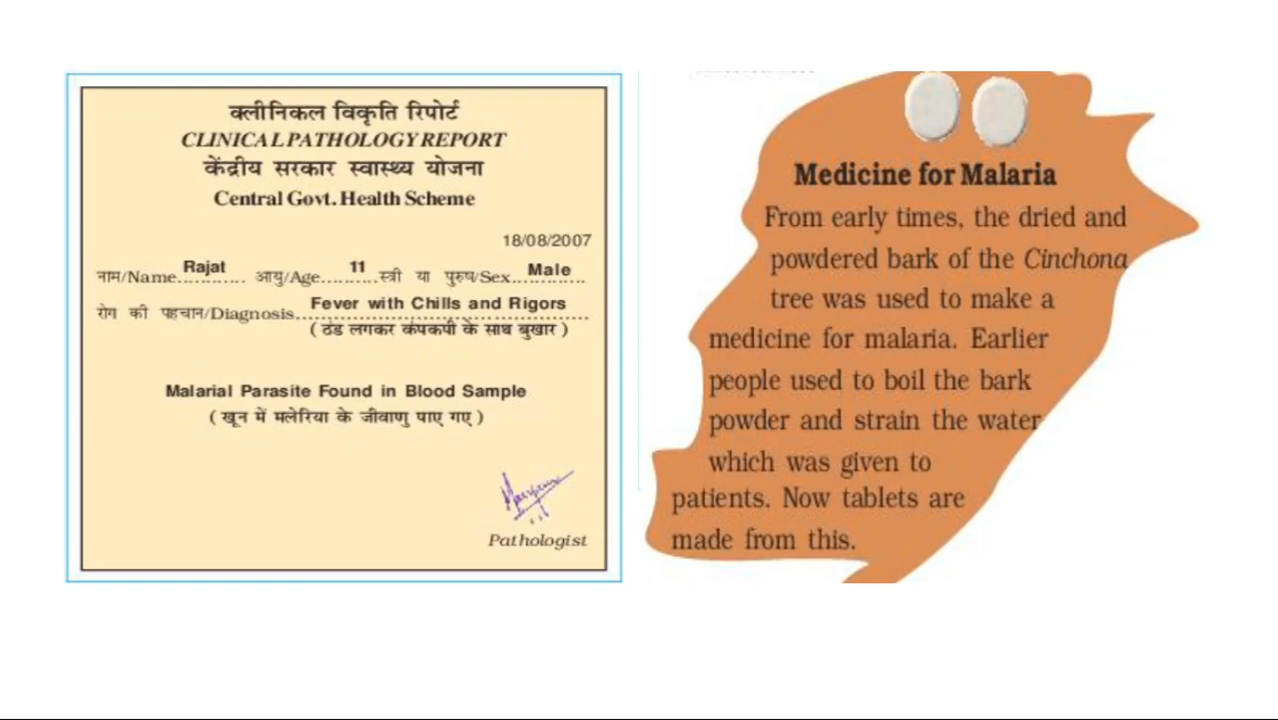 क्लीनिकल विकृति रिपोर्ट
CLINICAL PATHOLOGY REPORT
केंद्रीय सरकार स्वास्थ्य योजना
Central Govt. Health Scheme
18/08/2007
नाम/Name.Rajat आयु/Age 11 स्त्री या पुरुष/Sex Male
रोग की पहचान/Diagnosis Fever with Chills and Rigors
( ठंड लगकर कंपकपी के साथ बुखार )
Malarial Parasite Found in Blood Sample
( खून में मलेरिया के जीवाणु पाए गए )
Pathologist
Medicine for Malaria
From early times, the dried and
powdered bark of the Cinchona
tree was used to make a
medicine for malaria. Earlier
people used to boil the bark
powder and strain the water
which was given to
patients. Now tablets are
made from this.